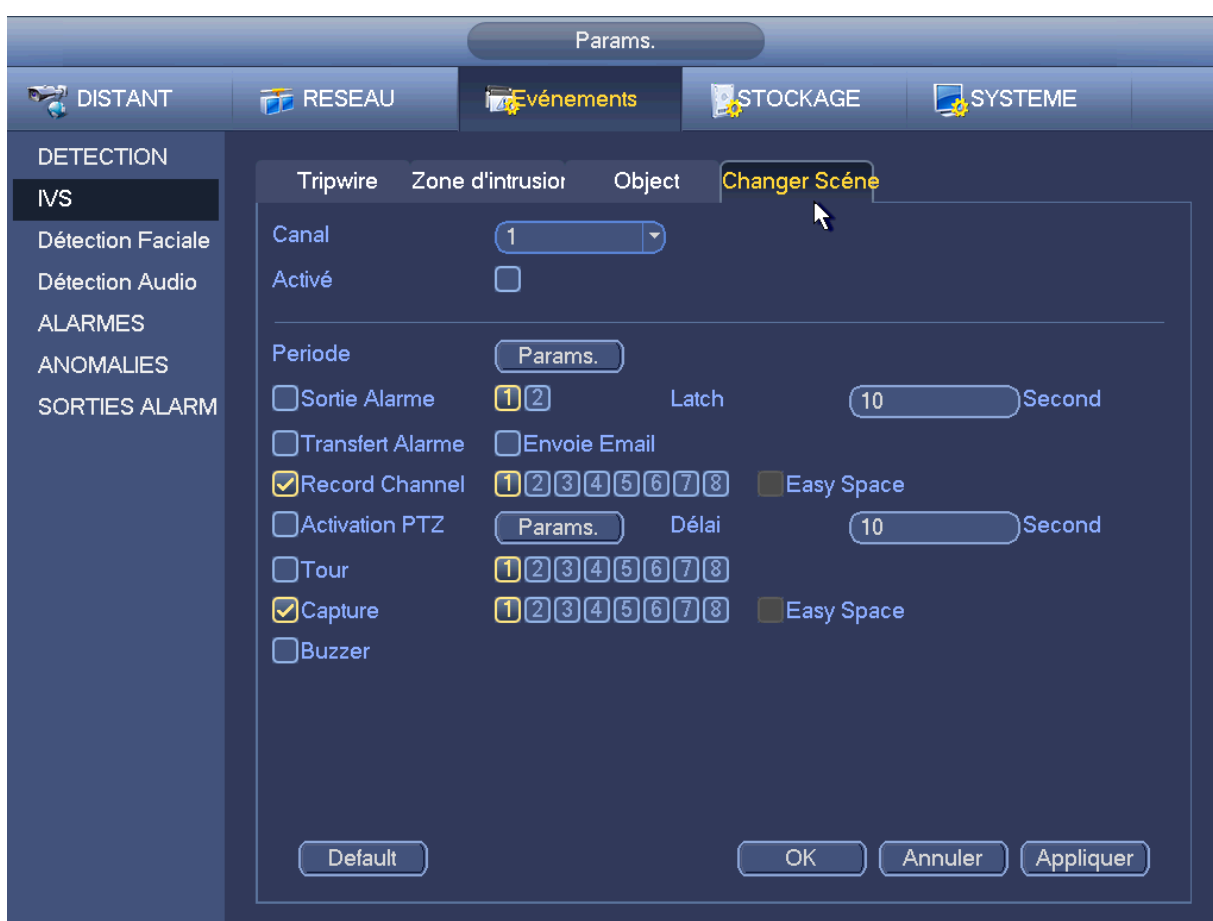 Params.
DISTANT RESEAU Evénements STOCKAGE SYSTEME
DETECTION
IVS
Détection Faciale
Détection Audio
ALARMES
ANOMALIES
SORTIES ALARM
Tripwire Zone d'intrusior Object Changer Scéne
Canal 1
Activé
Periode Params.
Sortie Alarme 1 2 Latch 10 Second
Transfert Alarme Envoie Email
Record Channel 1 2 3 4 5 6 7 8 Easy Space
Activation PTZ Params. Délai 10 Second
Tour 1 2 3 4 5 6 7 8
Capture 1 2 3 4 5 6 7 8 Easy Space
Buzzer
Default OK Annuler Appliquer